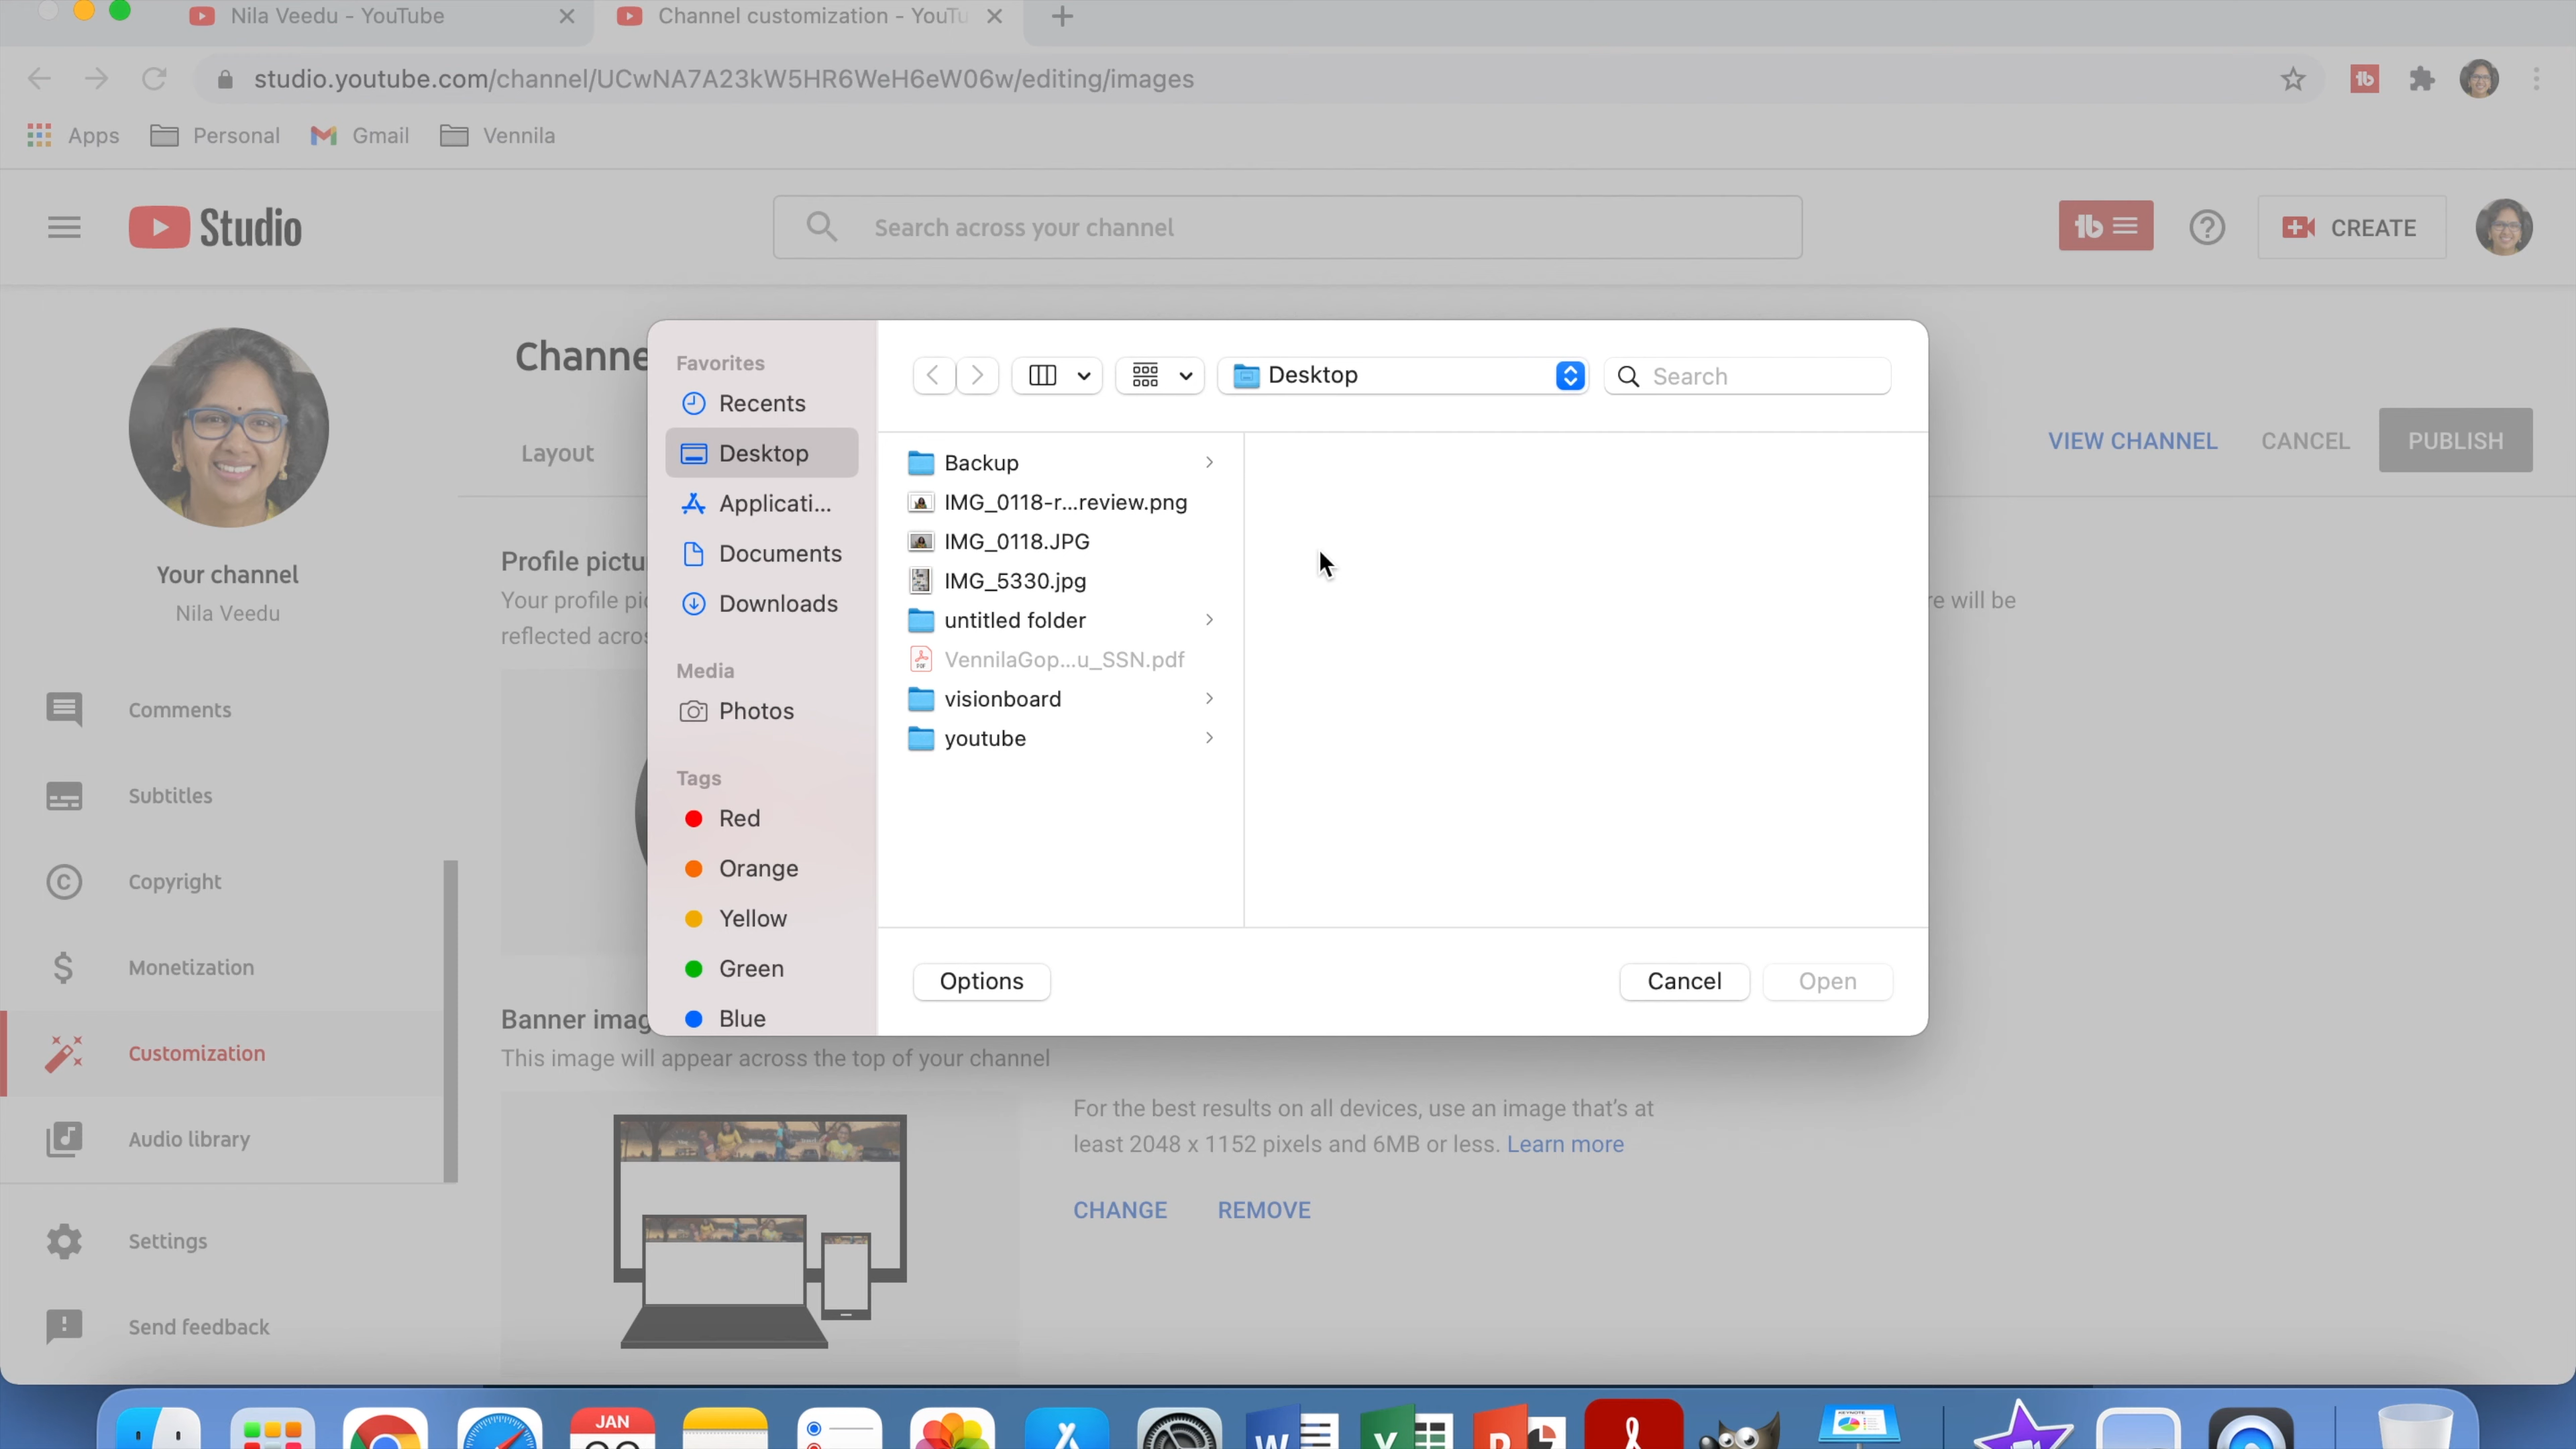 Nila Veedu - YouTube
Channel customization - YouTu
studio.youtube.com/channel/UCwNA7A23kW5HR6WeH6eW06w/editing/images
Apps
Personal
Gmail
Vennila
Studio
Search across your channel
CREATE
Your channel
Nila Veedu
Comments
Subtitles
Copyright
Monetization
Customization
Audio library
Settings
Send feedback
Channe
Layout
VIEW CHANNEL
CANCEL
PUBLISH
Profile pictu
Your profile pi
re will be
reflected acros
Favorites
Recents
Desktop
Applicati...
Documents
Downloads
Media
Photos
Tags
Red
Orange
Yellow
Green
Blue
Desktop
Search
Backup
IMG_0118-r...review.png
IMG_0118.JPG
IMG_5330.jpg
untitled folder
VennilaGop...u_SSN.pdf
visionboard
youtube
Options
Cancel
Open
Banner imag
This image will appear across the top of your channel
For the best results on all devices, use an image that's at
least 2048 x 1152 pixels and 6MB or less. Learn more
CHANGE
REMOVE
JAN